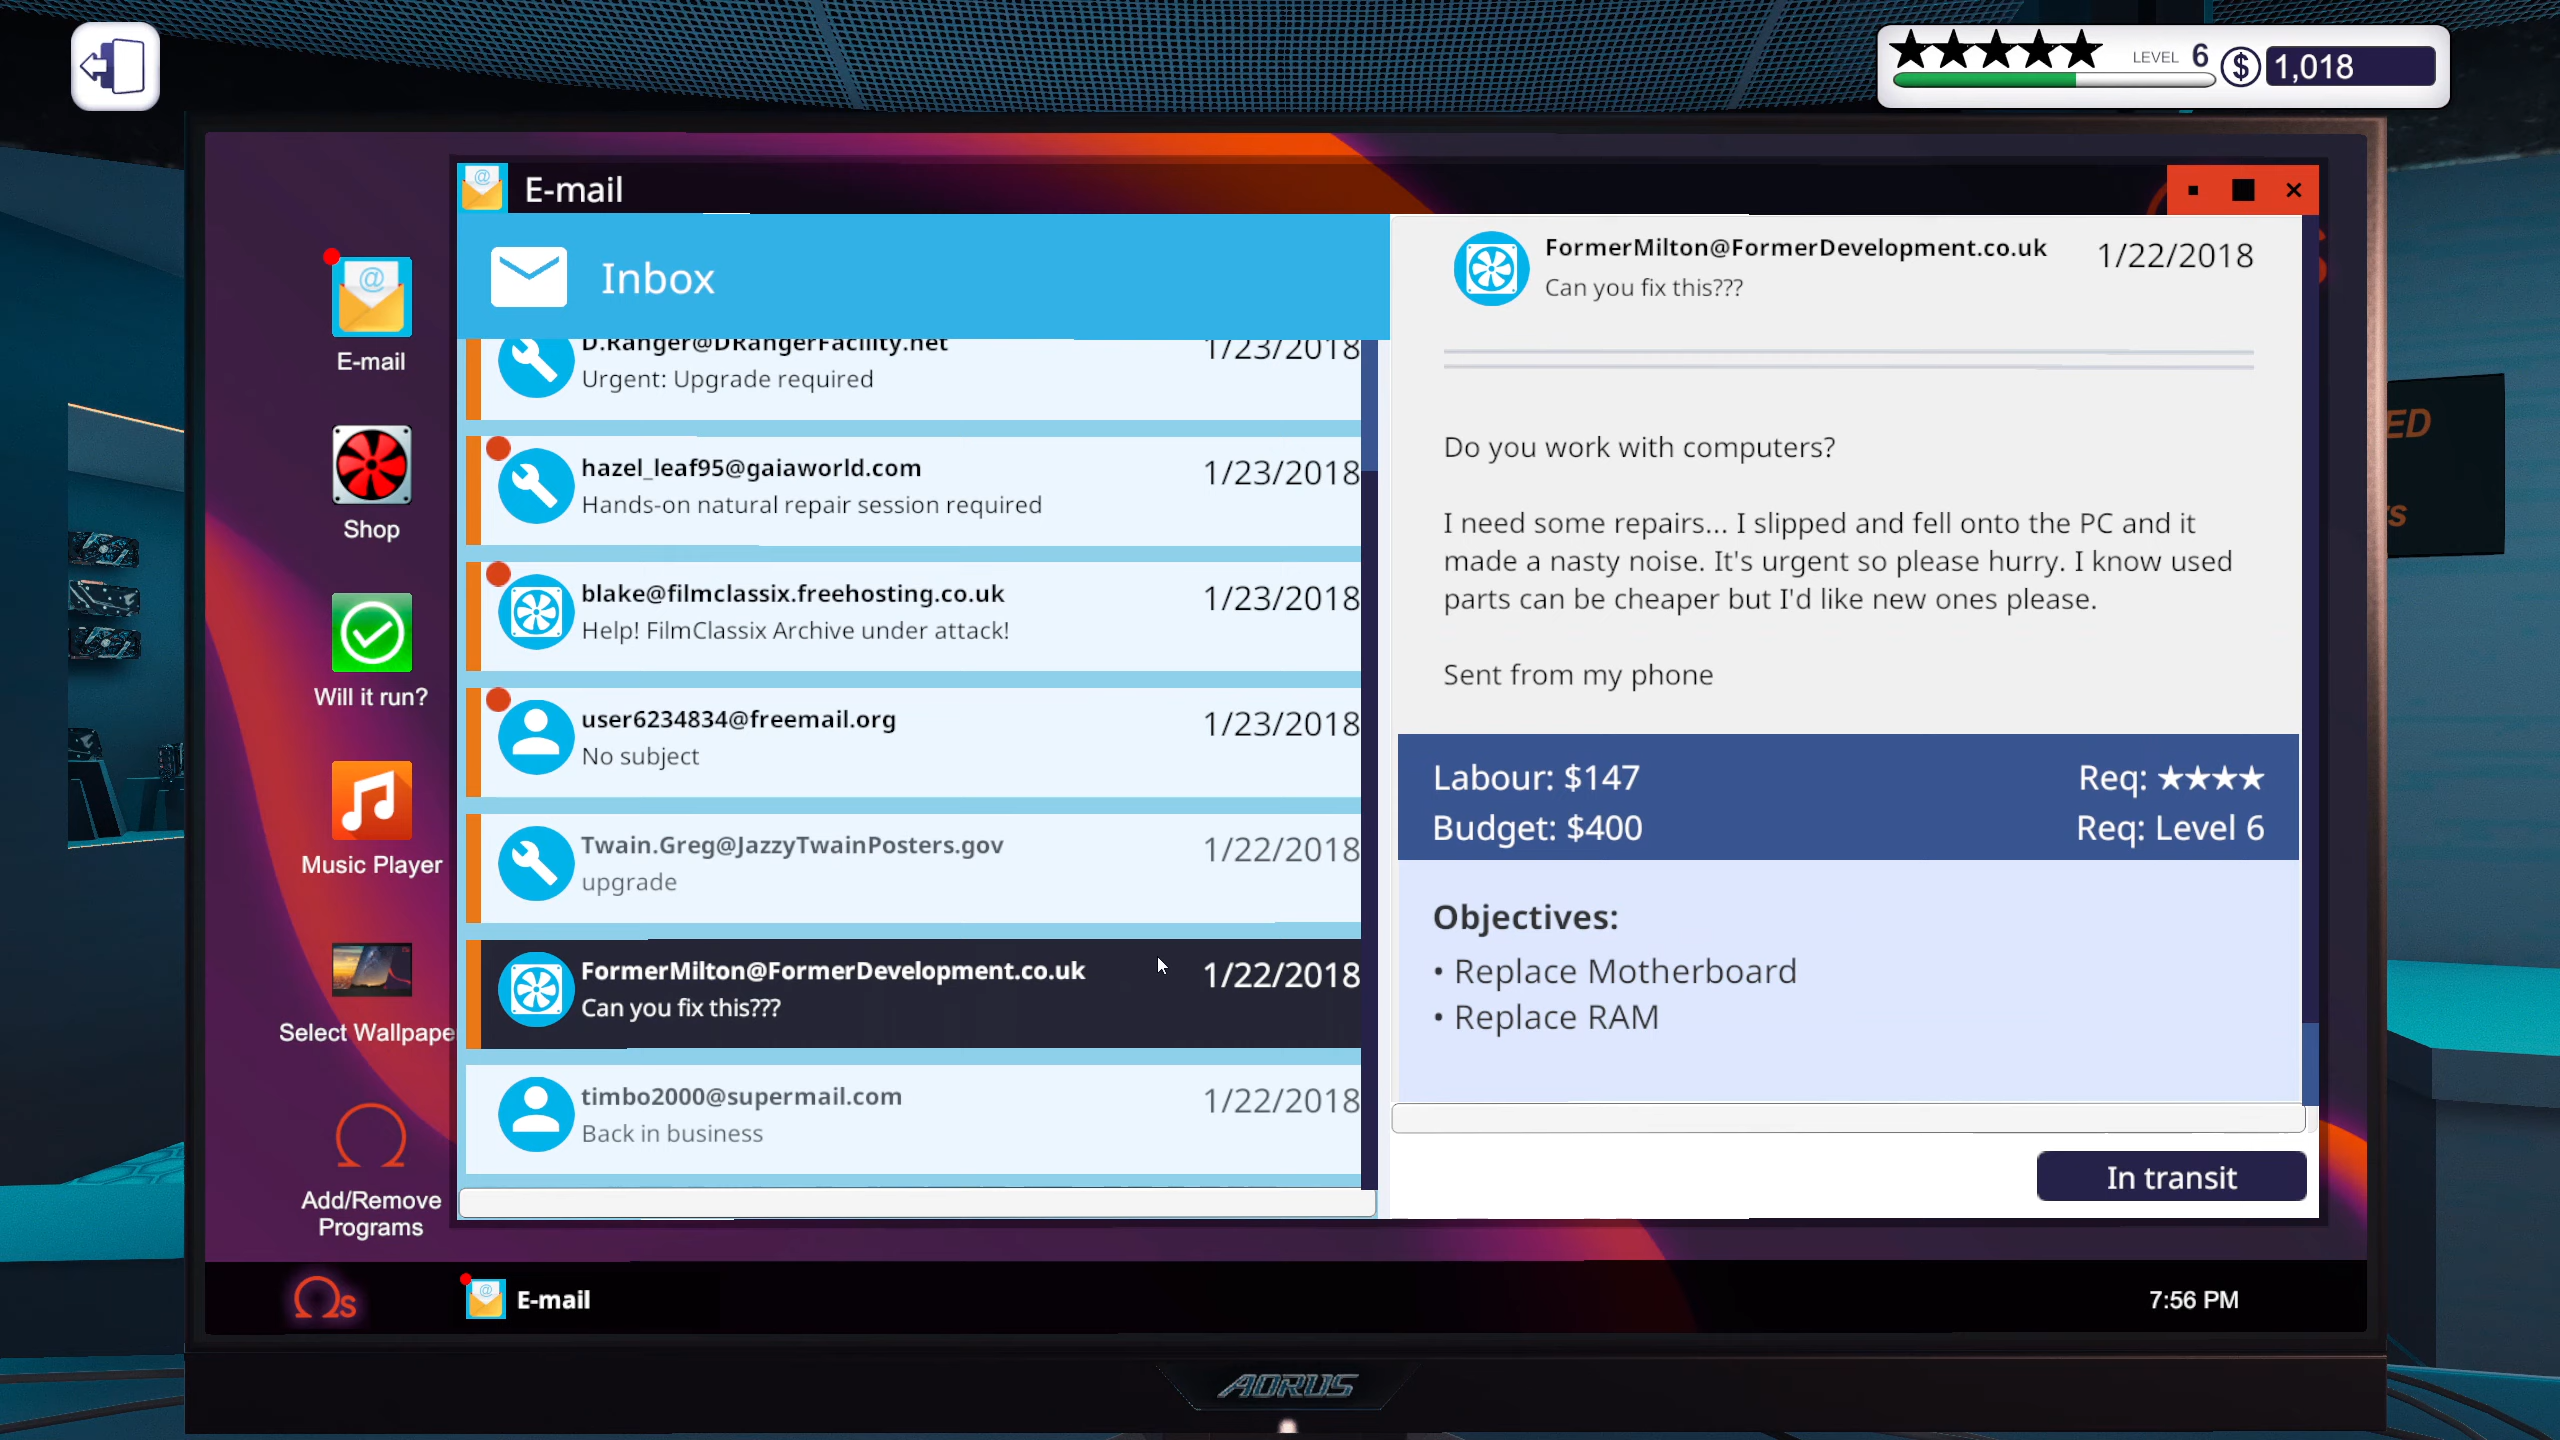 LEVEL 6
$ 1,018
E-mail
Inbox
D.Ranger@DRangerFacility.net
1/23/2018
Urgent: Upgrade required
hazel_leaf95@gaiaworld.com
1/23/2018
Hands-on natural repair session required
blake@filmclassix.freehosting.co.uk
1/23/2018
Help! FilmClassix Archive under attack!
user6234834@freemail.org
1/23/2018
No subject
Twain.Greg@JazzyTwainPosters.gov
1/22/2018
upgrade
FormerMilton@FormerDevelopment.co.uk
1/22/2018
Can you fix this???
timbo2000@supermail.com
1/22/2018
Back in business
FormerMilton@FormerDevelopment.co.uk
1/22/2018
Can you fix this???
Do you work with computers?
I need some repairs... I slipped and fell onto the PC and it
made a nasty noise. It's urgent so please hurry. I know used
parts can be cheaper but I'd like new ones please.
Sent from my phone
Labour: $147
Req: ★★★★
Budget: $400
Req: Level 6
Objectives:
• Replace Motherboard
• Replace RAM
In transit
E-mail
Shop
Will it run?
Music Player
Select Wallpape
Add/Remove
Programs
Ωs
E-mail
7:56 PM
AORUS